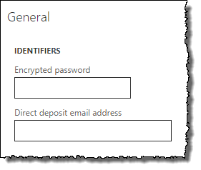 General
IDENTIFIERS
Encrypted password
Direct deposit email address